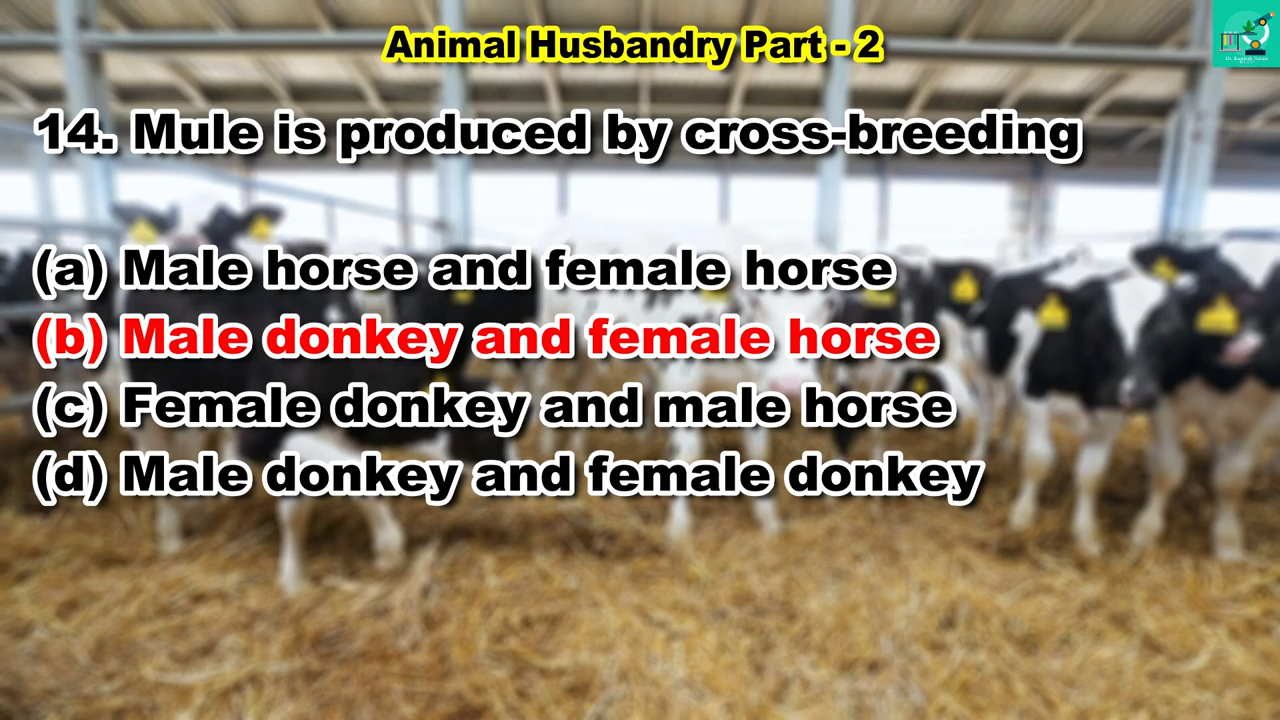 Animal Husbandry Part - 2
14. Mule is produced by cross-breeding
(a) Male horse and female horse
(b) Male donkey and female horse
(c) Female donkey and male horse
(d) Male donkey and female donkey